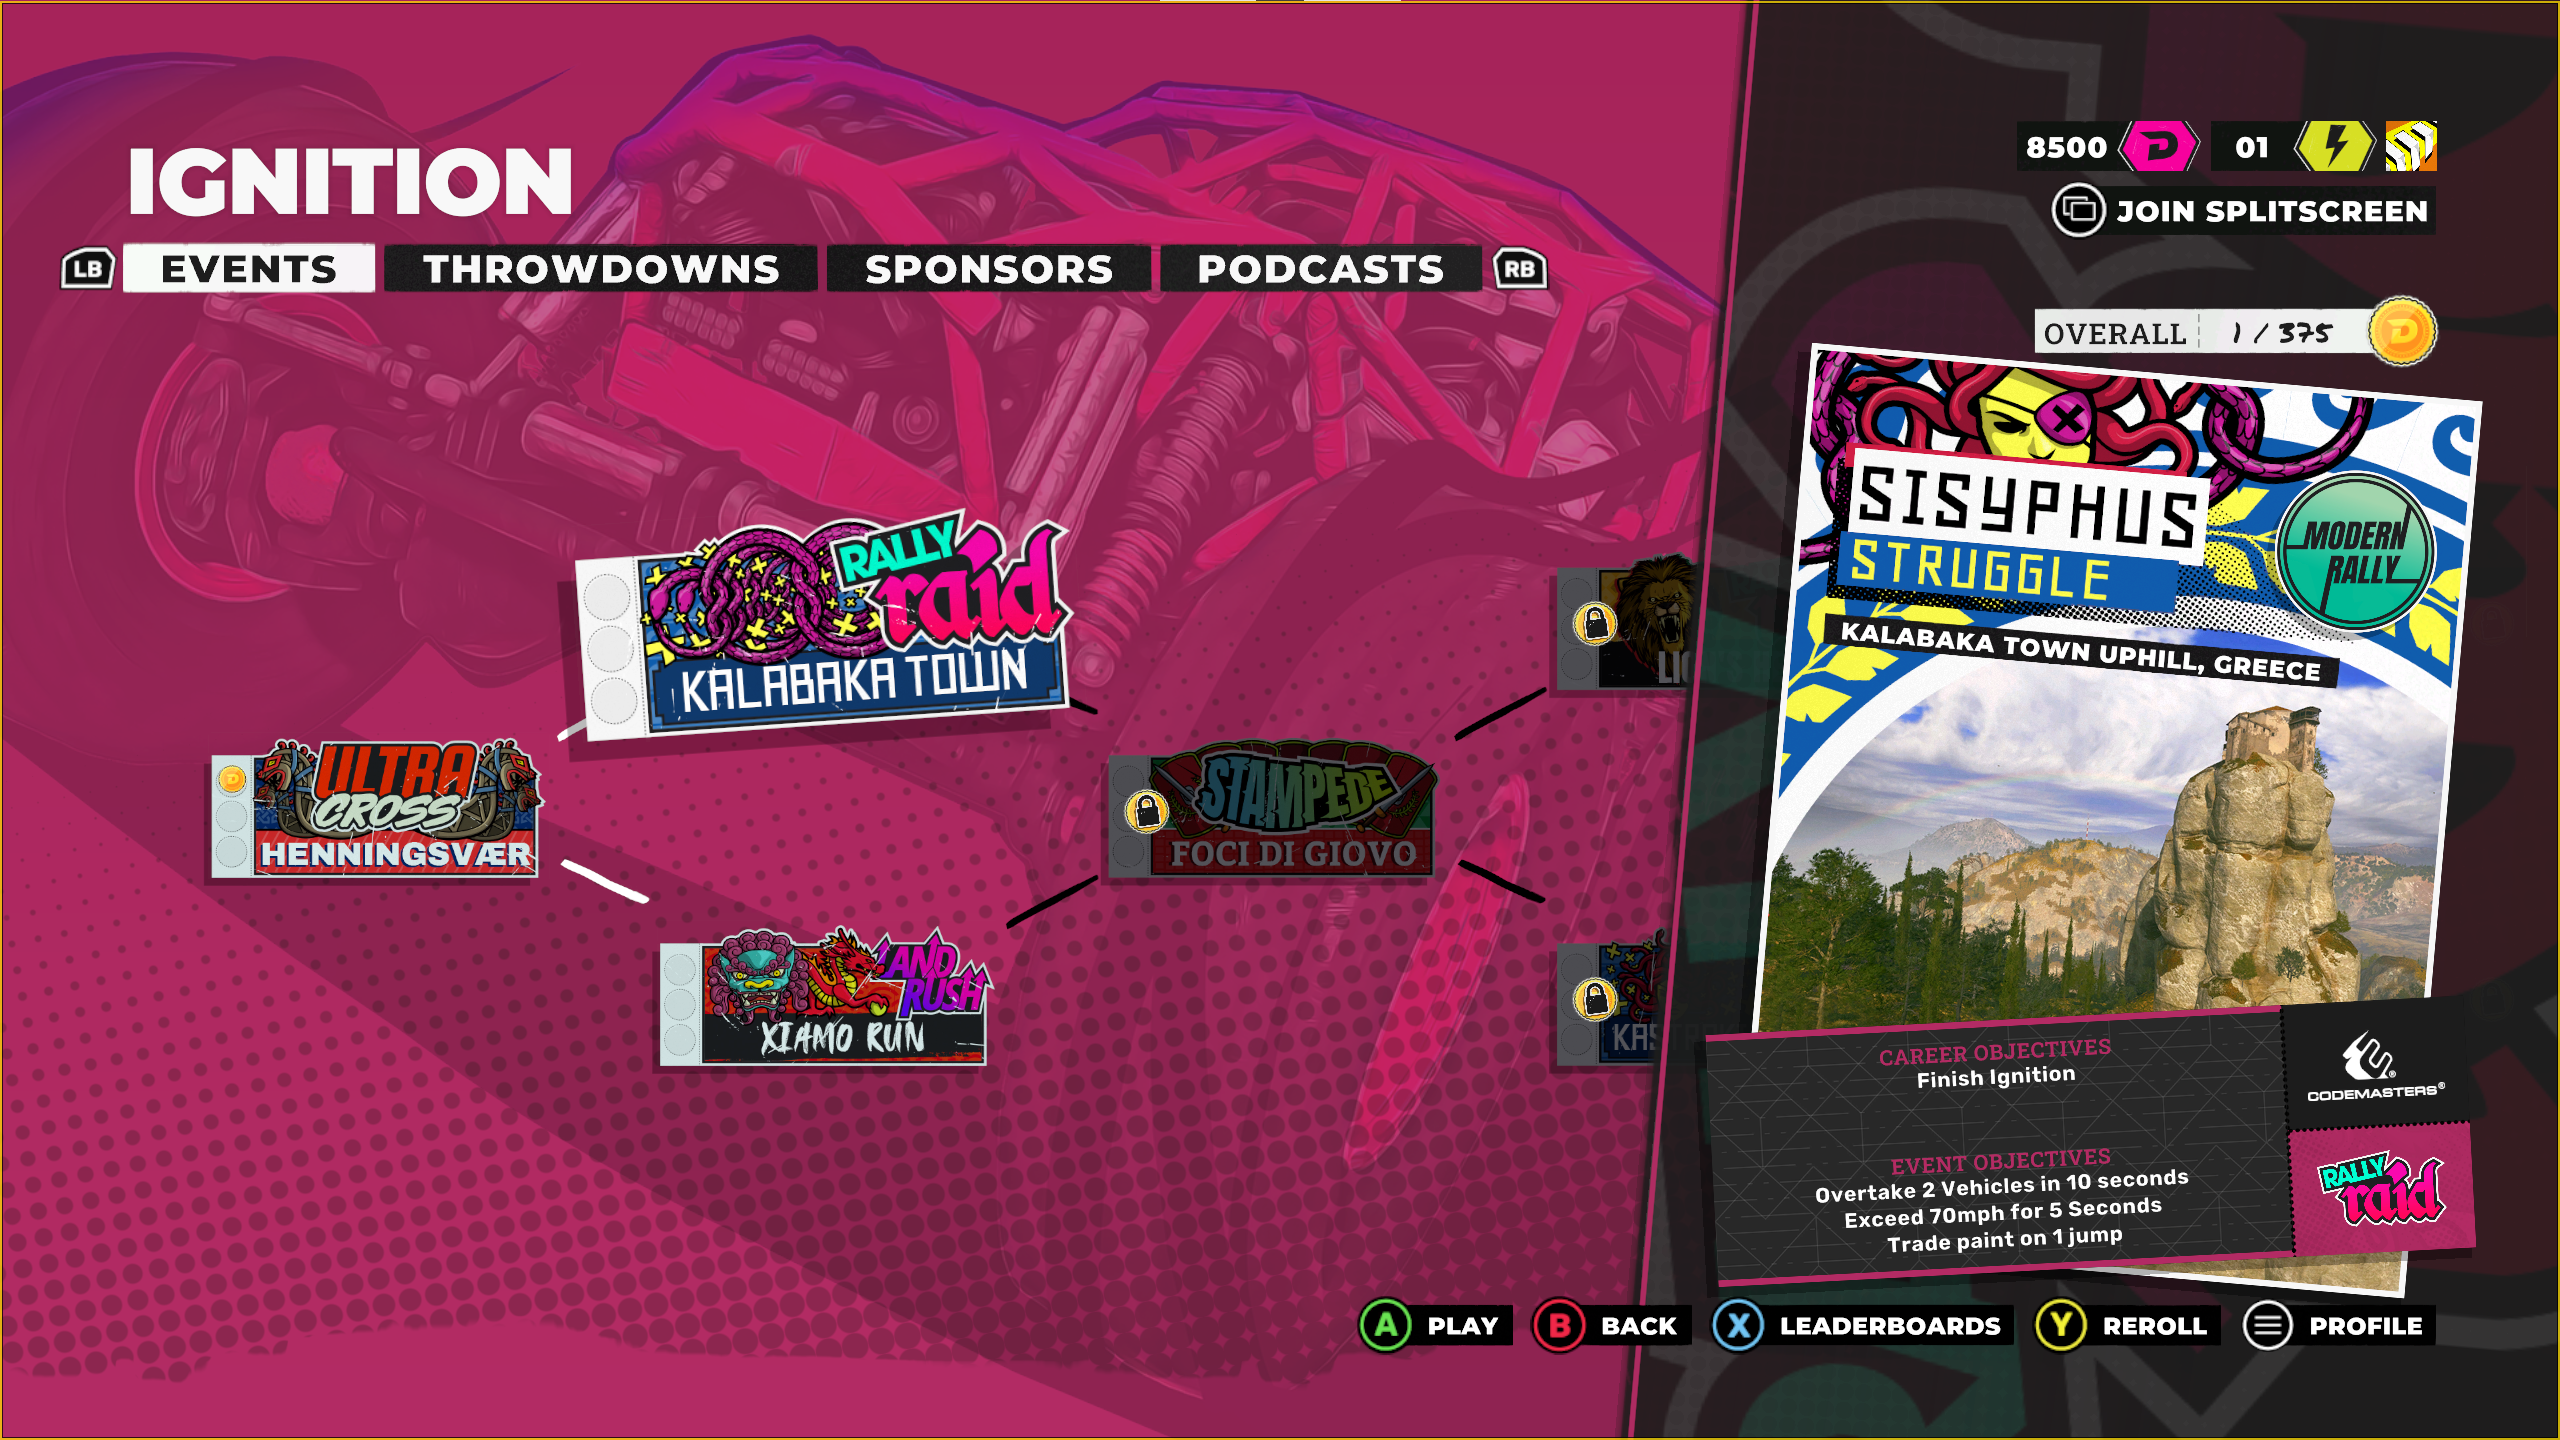 IGNITION
LB EVENTS THROWDOWNS SPONSORS PODCASTS RB
8500 01
JOIN SPLITSCREEN
OVERALL 1 / 375
RALLY
raid
KALABAKA TOWN
ULTRA
CROSS
HENNINGSVÆR
STAMPEDE
FOCI DI GIOVO
LAND
RUSH
XIAMO RUN
SISYPHUS
STRUGGLE
MODERN
RALLY
KALABAKA TOWN UPHILL, GREECE
CAREER OBJECTIVES
Finish Ignition
EVENT OBJECTIVES
Overtake 2 Vehicles in 10 seconds
Exceed 70mph for 5 Seconds
Trade paint on 1 jump
CODEMASTERS®
RALLY
raid
A PLAY B BACK X LEADERBOARDS Y REROLL PROFILE